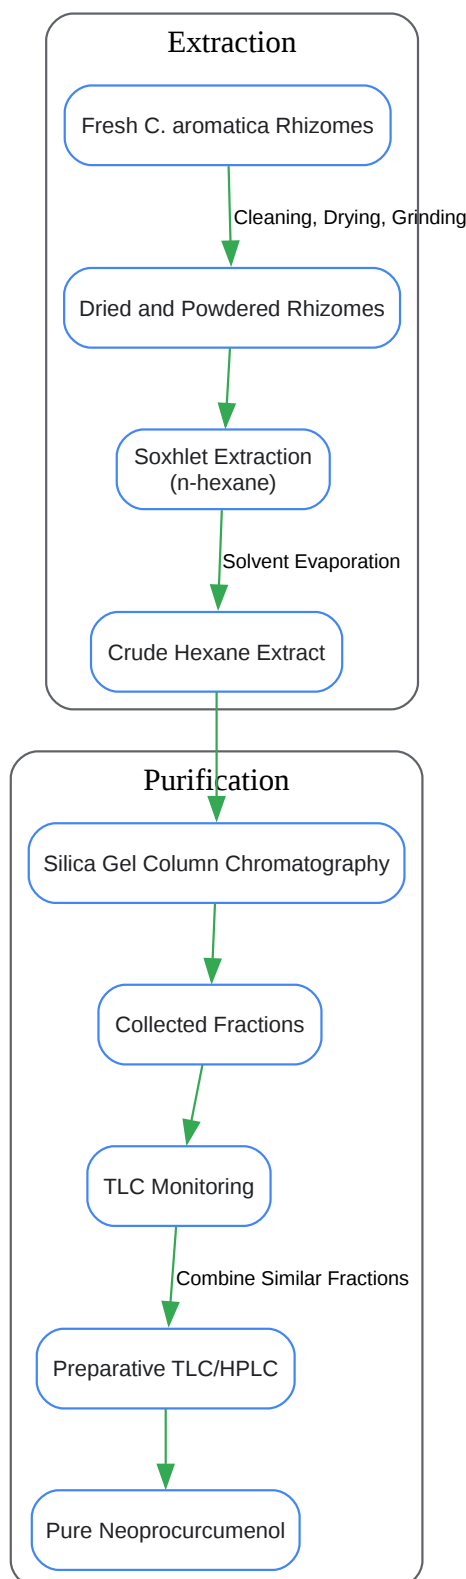 Extraction
Fresh C. aromatica Rhizomes
Cleaning, Drying, Grinding
Dried and Powdered Rhizomes
Soxhlet Extraction
(n-hexane)
Solvent Evaporation
Crude Hexane Extract
Purification
Silica Gel Column Chromatography
Collected Fractions
TLC Monitoring
Combine Similar Fractions
Preparative TLC/HPLC
Pure Neoprocurcumenol